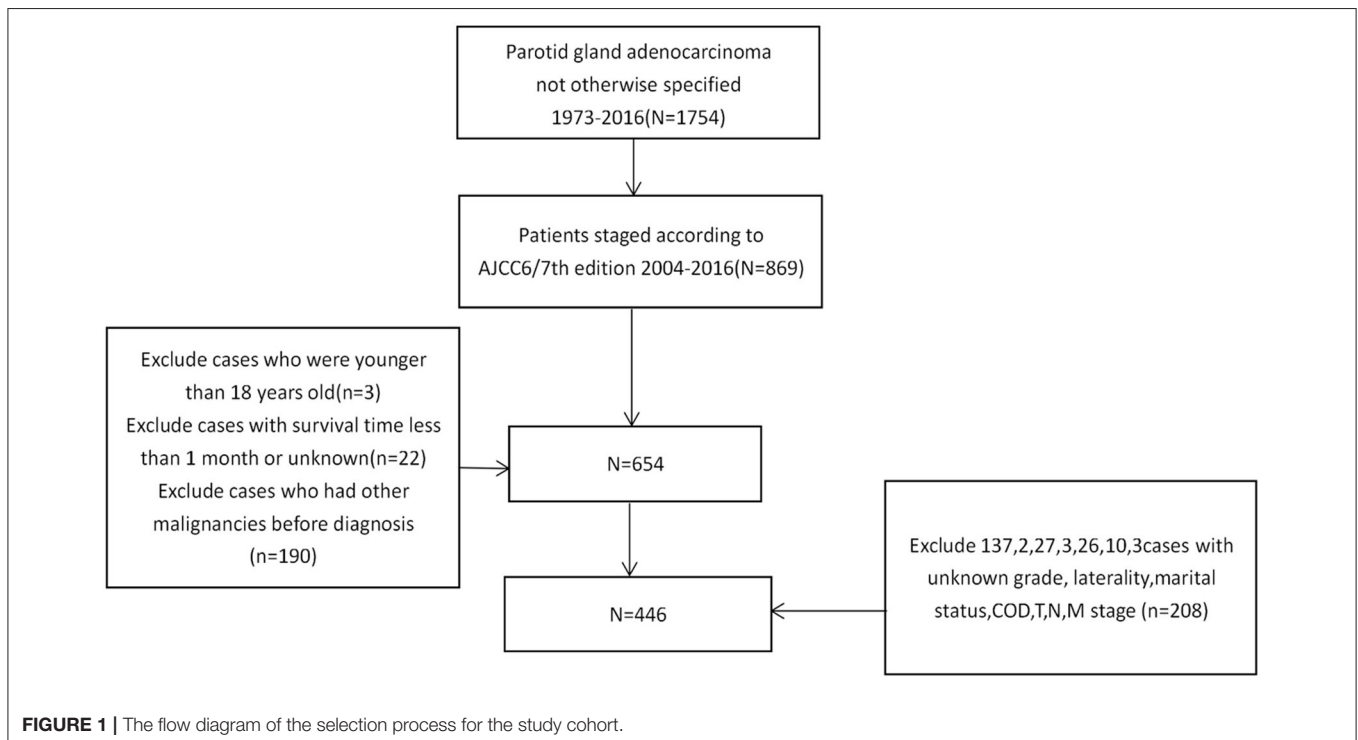 Parotid gland adenocarcinoma
not otherwise specified
1973-2016(N=1754)
Patients staged according to
AJCC6/7th edition 2004-2016(N=869)
Exclude cases who were younger
than 18 years old(n=3)
Exclude cases with survival time less
than 1 month or unknown(n=22)
Exclude cases who had other
malignancies before diagnosis
(n=190)
N=654
Exclude 137,2,27,3,26,10,3cases with
unknown grade, laterality,marital
status,COD,T,N,M stage (n=208)
N=446
FIGURE 1 | The flow diagram of the selection process for the study cohort.